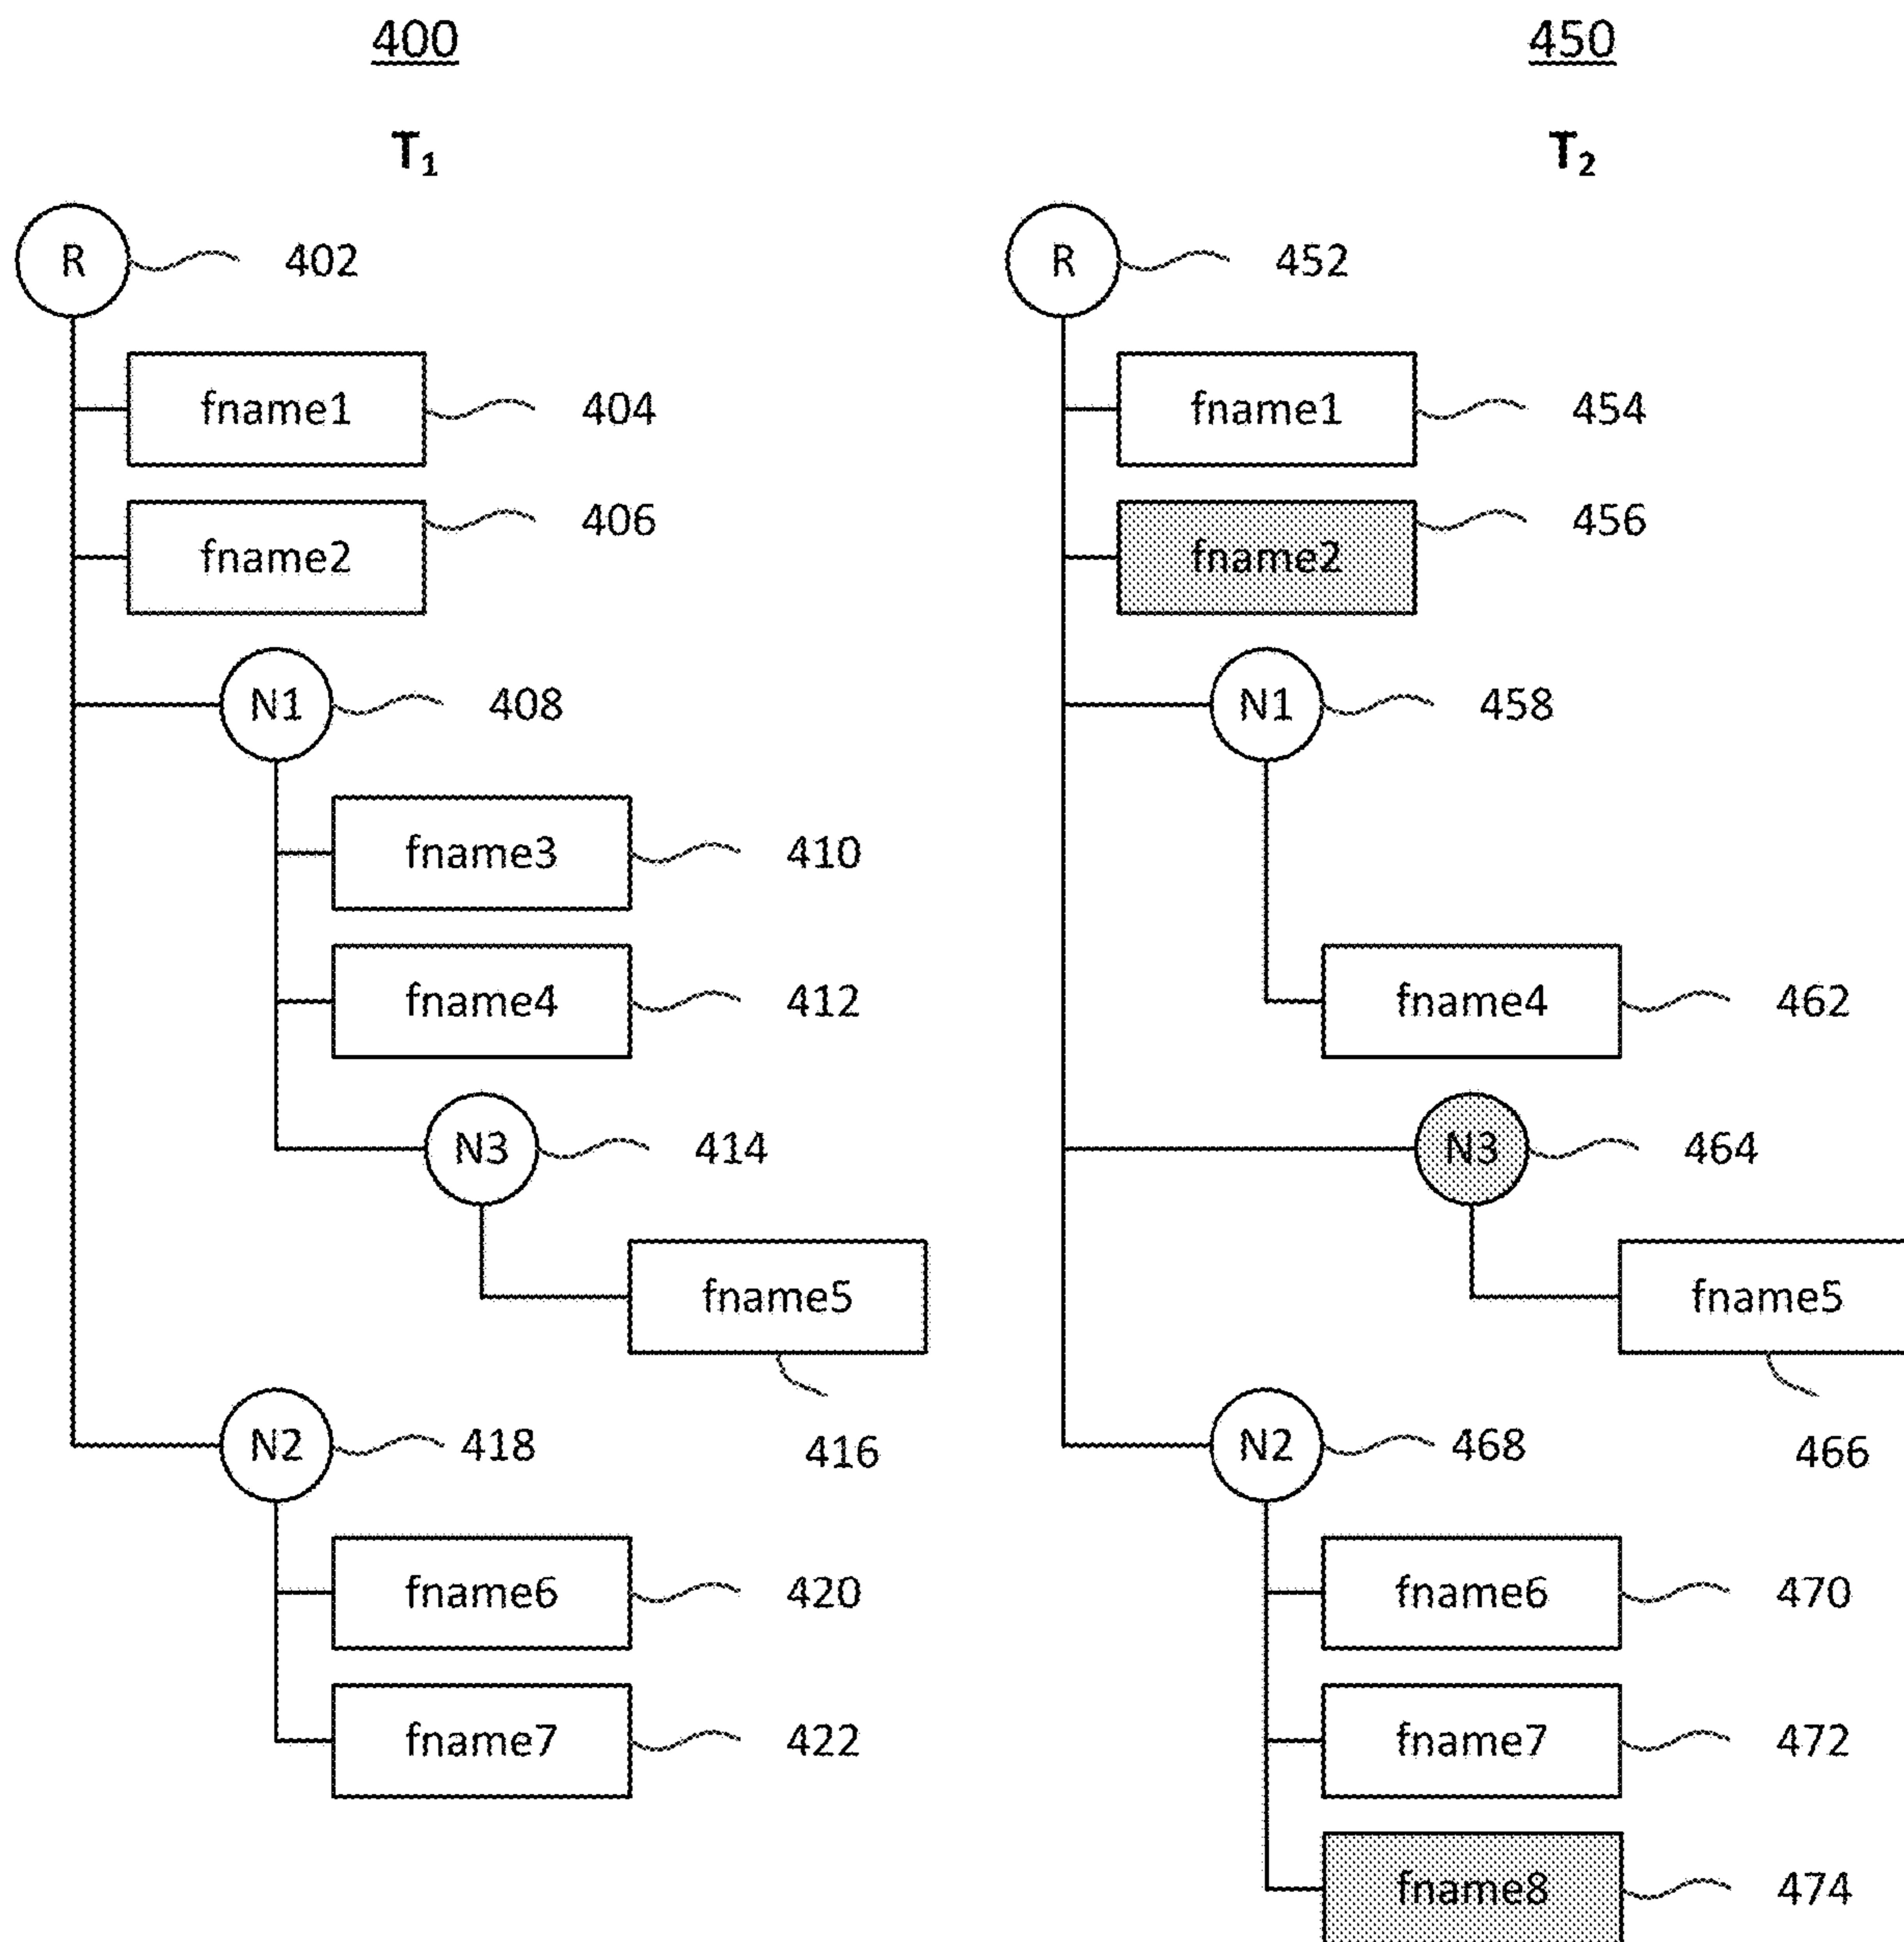 400
T₁
R 402
fname1 404
fname2 406
N1 408
fname3 410
fname4 412
N3 414
fname5
416
N2 418
fname6 420
fname7 422
450
T₂
R 452
fname1 454
fname2 456
N1 458
fname4 462
N3 464
fname5
466
N2 468
fname6 470
fname7 472
fname8 474